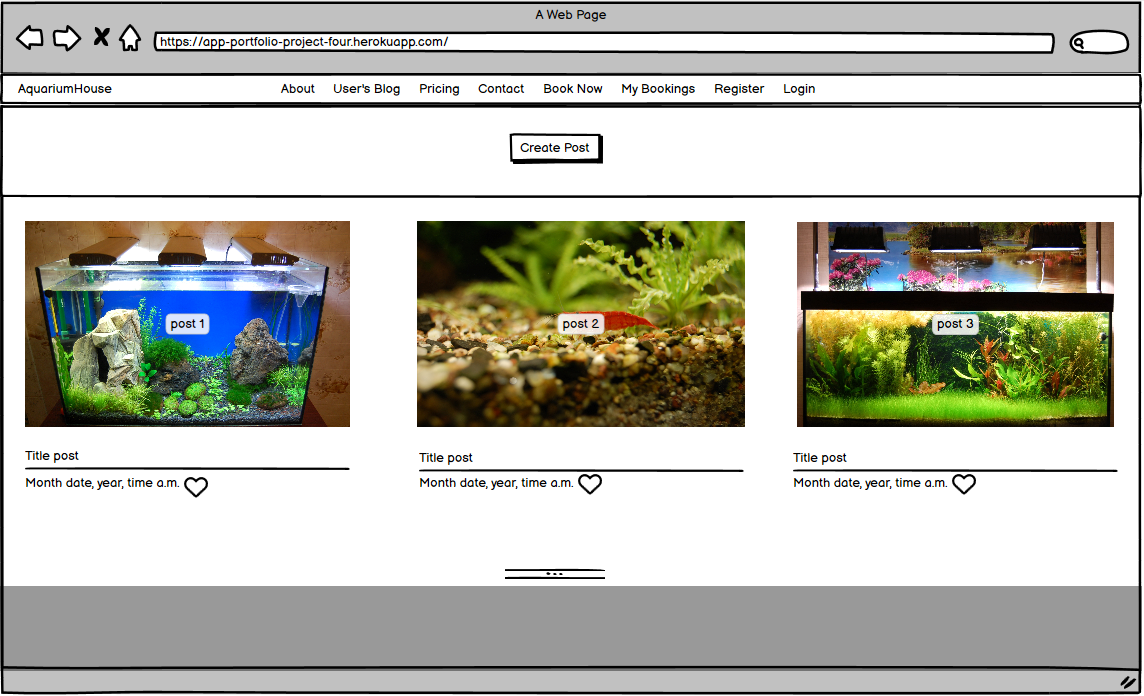 A Web Page
https://app-portfolio-project-four.herokuapp.com/
AquariumHouse About User's Blog Pricing Contact Book Now My Bookings Register Login
Create Post
post 1 post 2 post 3
Title post Title post Title post
Month date, year, time a.m. Month date, year, time a.m. Month date, year, time a.m.